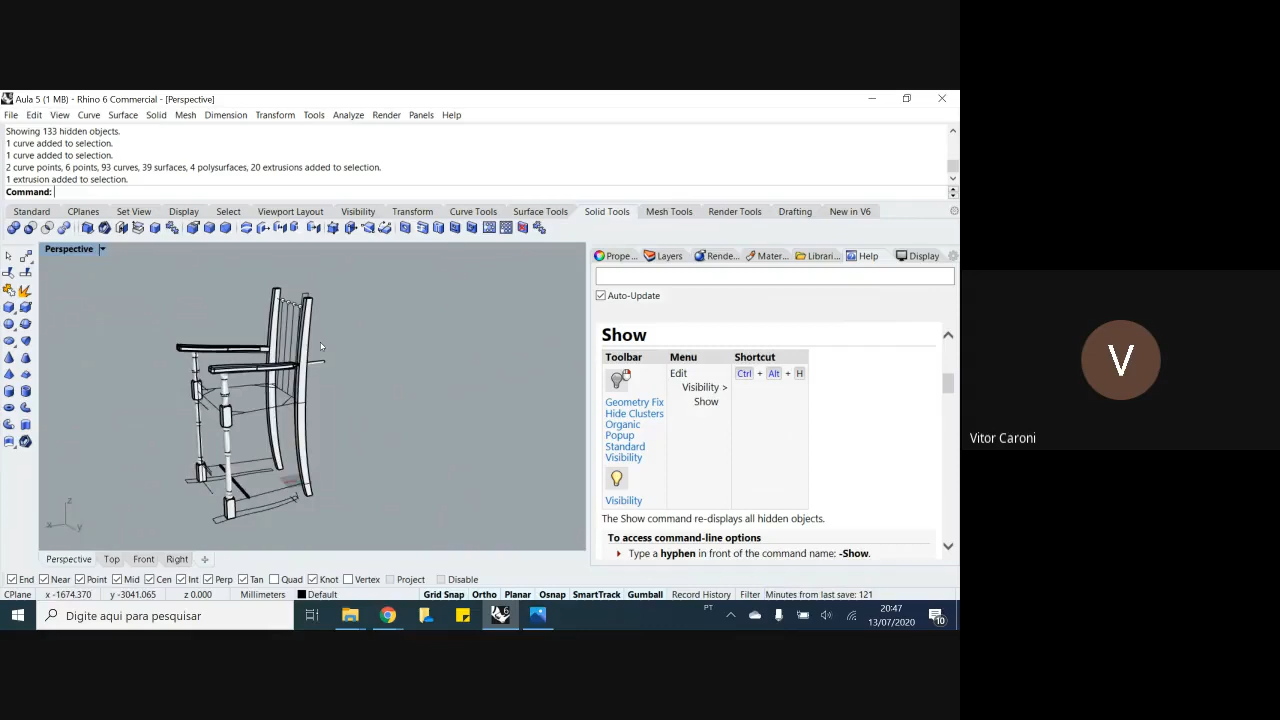 Aula 5 (1 MB) - Rhino 6 Commercial - [Perspective]
File Edit View Curve Surface Solid Mesh Dimension Transform Tools Analyze Render Panels Help
Showing 133 hidden objects.
1 curve added to selection.
1 curve added to selection.
2 curve points, 6 points, 93 curves, 39 surfaces, 4 polysurfaces, 20 extrusions added to selection.
1 extrusion added to selection.
Command:
Standard CPlanes Set View Display Select Viewport Layout Visibility Transform Curve Tools Surface Tools Solid Tools Mesh Tools Render Tools Drafting New in V6
Perspective
Prope... Layers Rende... Mater... Librari... Help Display
Auto-Update
Show
Toolbar Menu Shortcut
Edit Ctrl + Alt + H
Visibility >
Show
Geometry Fix
Hide Clusters
Organic
Popup
Standard
Visibility
Visibility
The Show command re-displays all hidden objects.
To access command-line options
Type a hyphen in front of the command name: -Show.
z
x y
Perspective Top Front Right
End Near Point Mid Cen Int Perp Tan Quad Knot Vertex Project Disable
CPlane x -1674.370 y -3041.065 z 0.000 Millimeters Default Grid Snap Ortho Planar Osnap SmartTrack Gumball Record History Filter Minutes from last save: 121
Digite aqui para pesquisar
PT
20:47
13/07/2020
10
V
Vitor Caroni